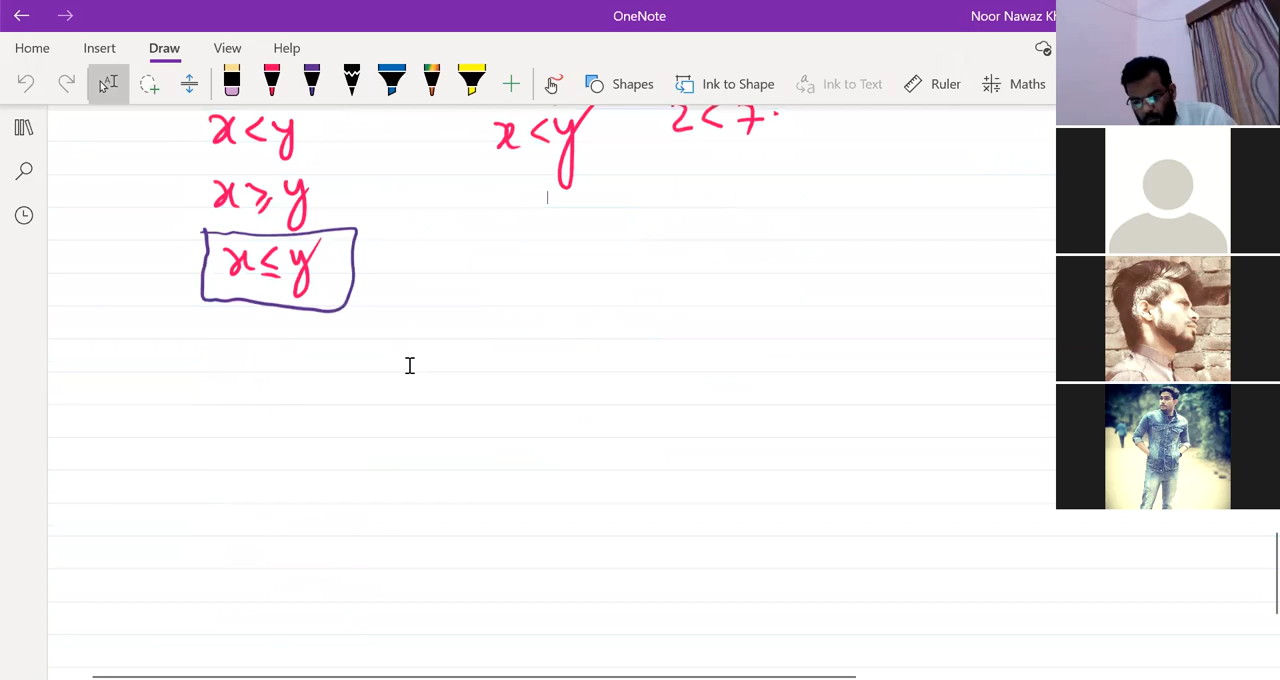 OneNote
Noor Nawaz Kh
Home Insert Draw View Help
Shapes Ink to Shape Ink to Text Ruler Maths
x < y x < y 2 < 7.
x ⩾ y
x ≤ y